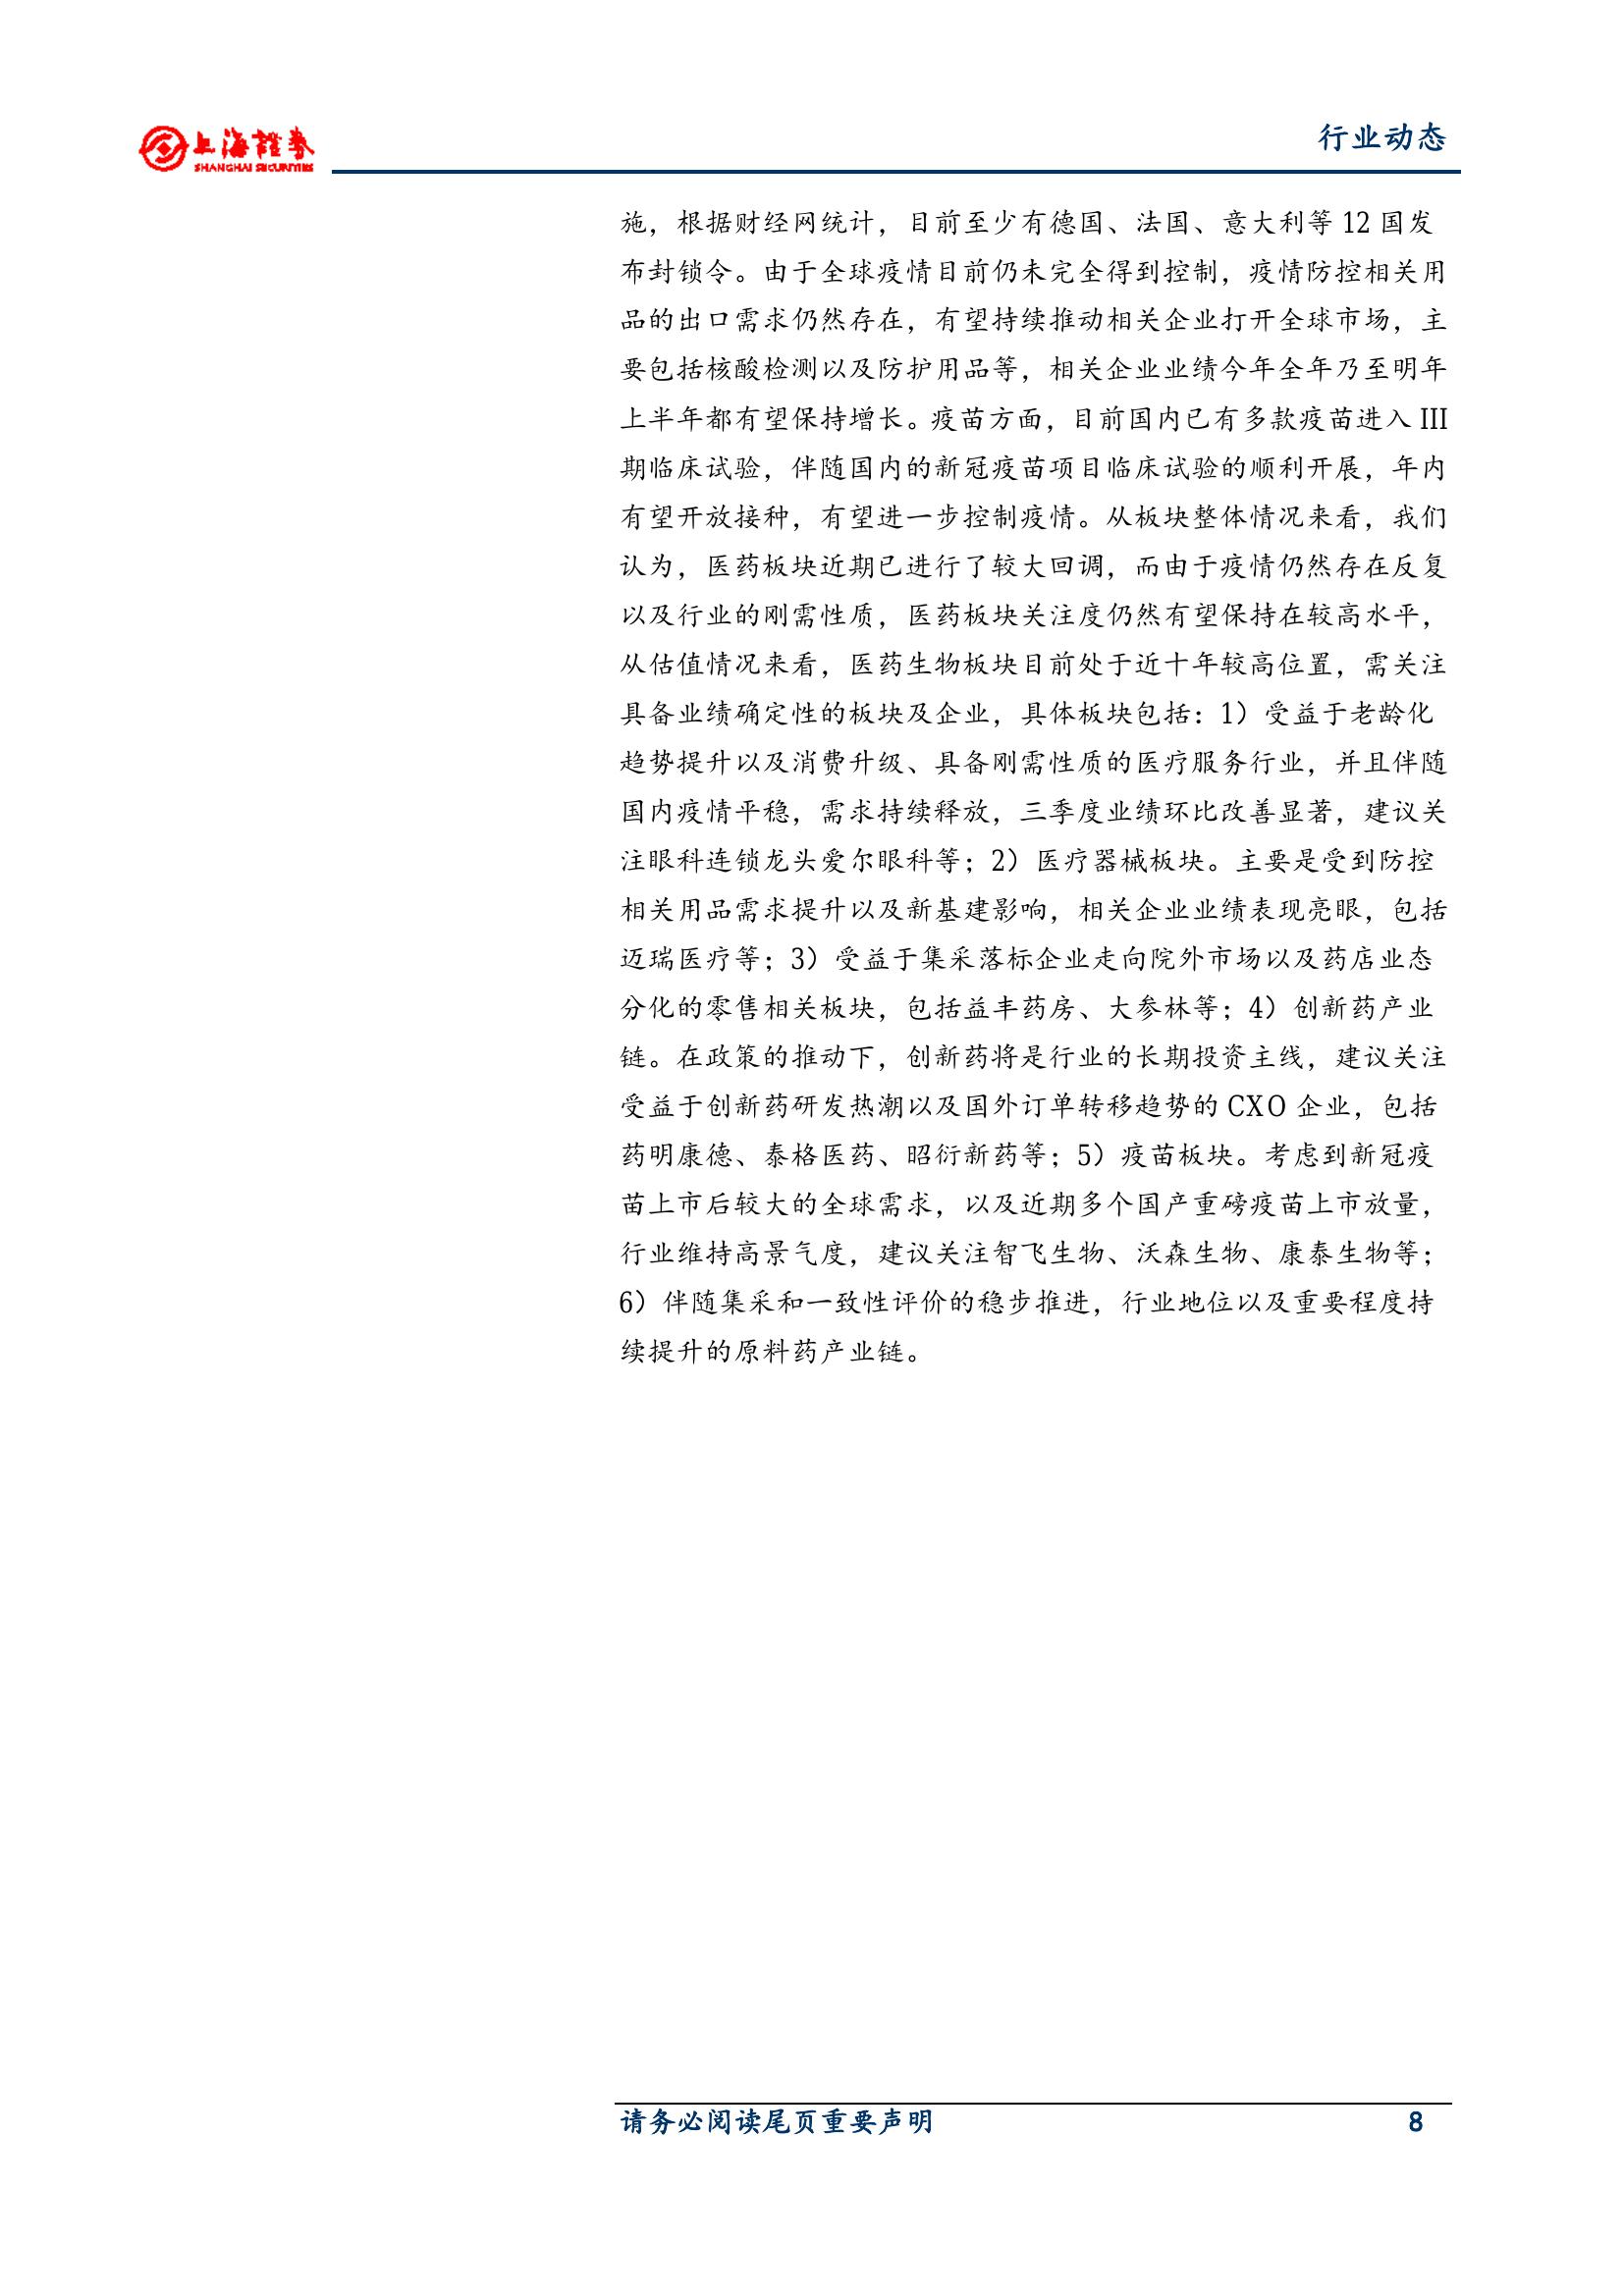 上海證券
SHANGHAI SECURITIES
行业动态
施，根据财经网统计，目前至少有德国、法国、意大利等 12 国发
布封锁令。由于全球疫情目前仍未完全得到控制，疫情防控相关用
品的出口需求仍然存在，有望持续推动相关企业打开全球市场，主
要包括核酸检测以及防护用品等，相关企业业绩今年全年乃至明年
上半年都有望保持增长。疫苗方面，目前国内已有多款疫苗进入 III
期临床试验，伴随国内的新冠疫苗项目临床试验的顺利开展，年内
有望开放接种，有望进一步控制疫情。从板块整体情况来看，我们
认为，医药板块近期已进行了较大回调，而由于疫情仍然存在反复
以及行业的刚需性质，医药板块关注度仍然有望保持在较高水平，
从估值情况来看，医药生物板块目前处于近十年较高位置，需关注
具备业绩确定性的板块及企业，具体板块包括：1）受益于老龄化
趋势提升以及消费升级、具备刚需性质的医疗服务行业，并且伴随
国内疫情平稳，需求持续释放，三季度业绩环比改善显著，建议关
注眼科连锁龙头爱尔眼科等；2）医疗器械板块。主要是受到防控
相关用品需求提升以及新基建影响，相关企业业绩表现亮眼，包括
迈瑞医疗等；3）受益于集采落标企业走向院外市场以及药店业态
分化的零售相关板块，包括益丰药房、大参林等；4）创新药产业
链。在政策的推动下，创新药将是行业的长期投资主线，建议关注
受益于创新药研发热潮以及国外订单转移趋势的 CXO 企业，包括
药明康德、泰格医药、昭衍新药等；5）疫苗板块。考虑到新冠疫
苗上市后较大的全球需求，以及近期多个国产重磅疫苗上市放量，
行业维持高景气度，建议关注智飞生物、沃森生物、康泰生物等；
6）伴随集采和一致性评价的稳步推进，行业地位以及重要程度持
续提升的原料药产业链。
请务必阅读尾页重要声明 8